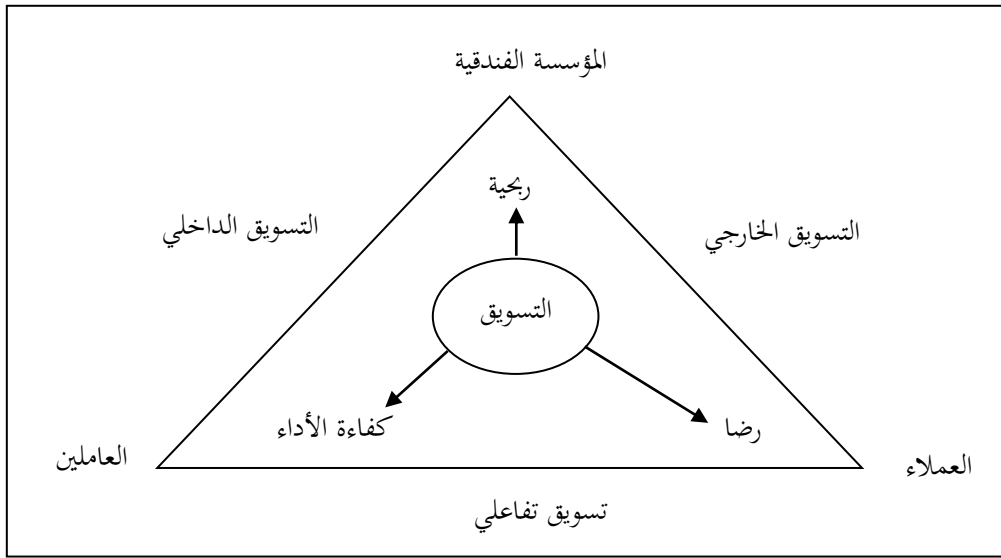 المؤسسة الفندقية
ربحية
التسويق الخارجي
التسويق الداخلي
التسويق
رضا
كفاءة الأداء
العملاء
العاملين
تسويق تفاعلي